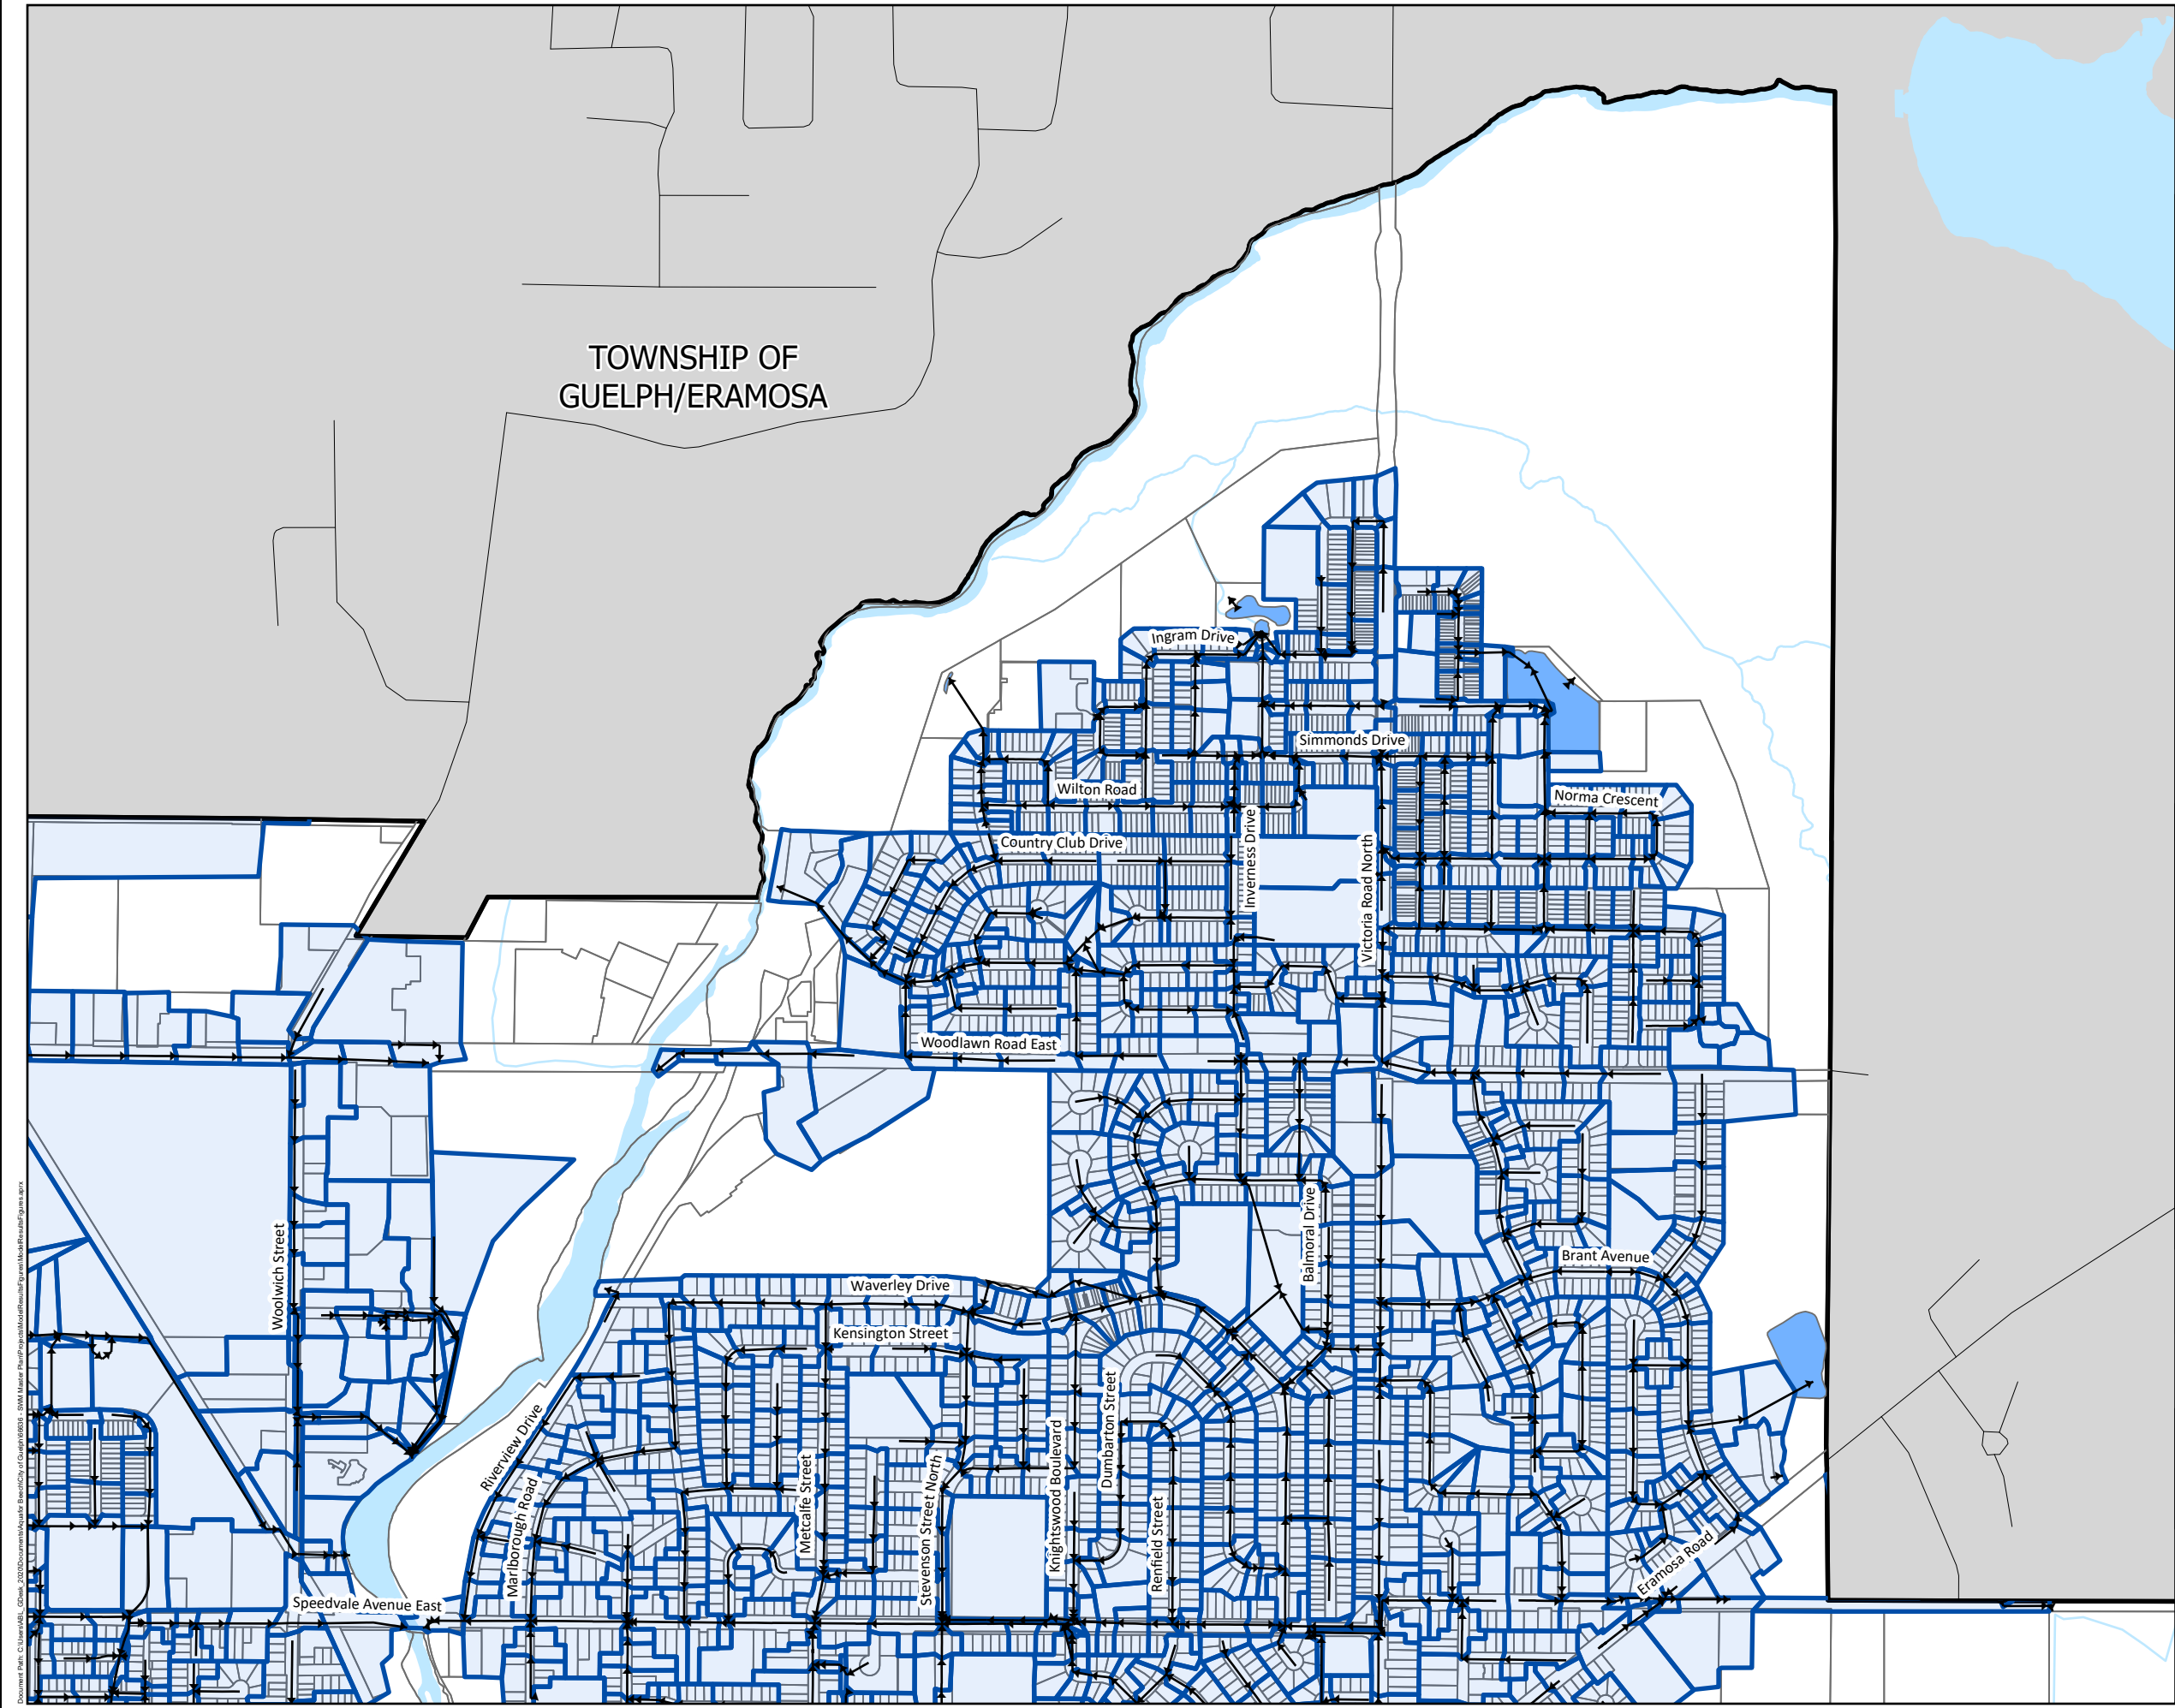 TOWNSHIP OF
GUELPH/ERAMOSA
Ingram Drive
Simmonds Drive
Wilton Road
Norma Crescent
Country Club Drive
Inverness Drive
Victoria Road North
Woodlawn Road East
Woolwich Street
Balmoral Drive
Brant Avenue
Waverley Drive
Kensington Street
Riverview Drive
Marlborough Road
Metcalfe Street
Stevenson Street North
Knightswood Boulevard
Dumbarton Street
Renfield Street
Eramosa Road
Speedvale Avenue East